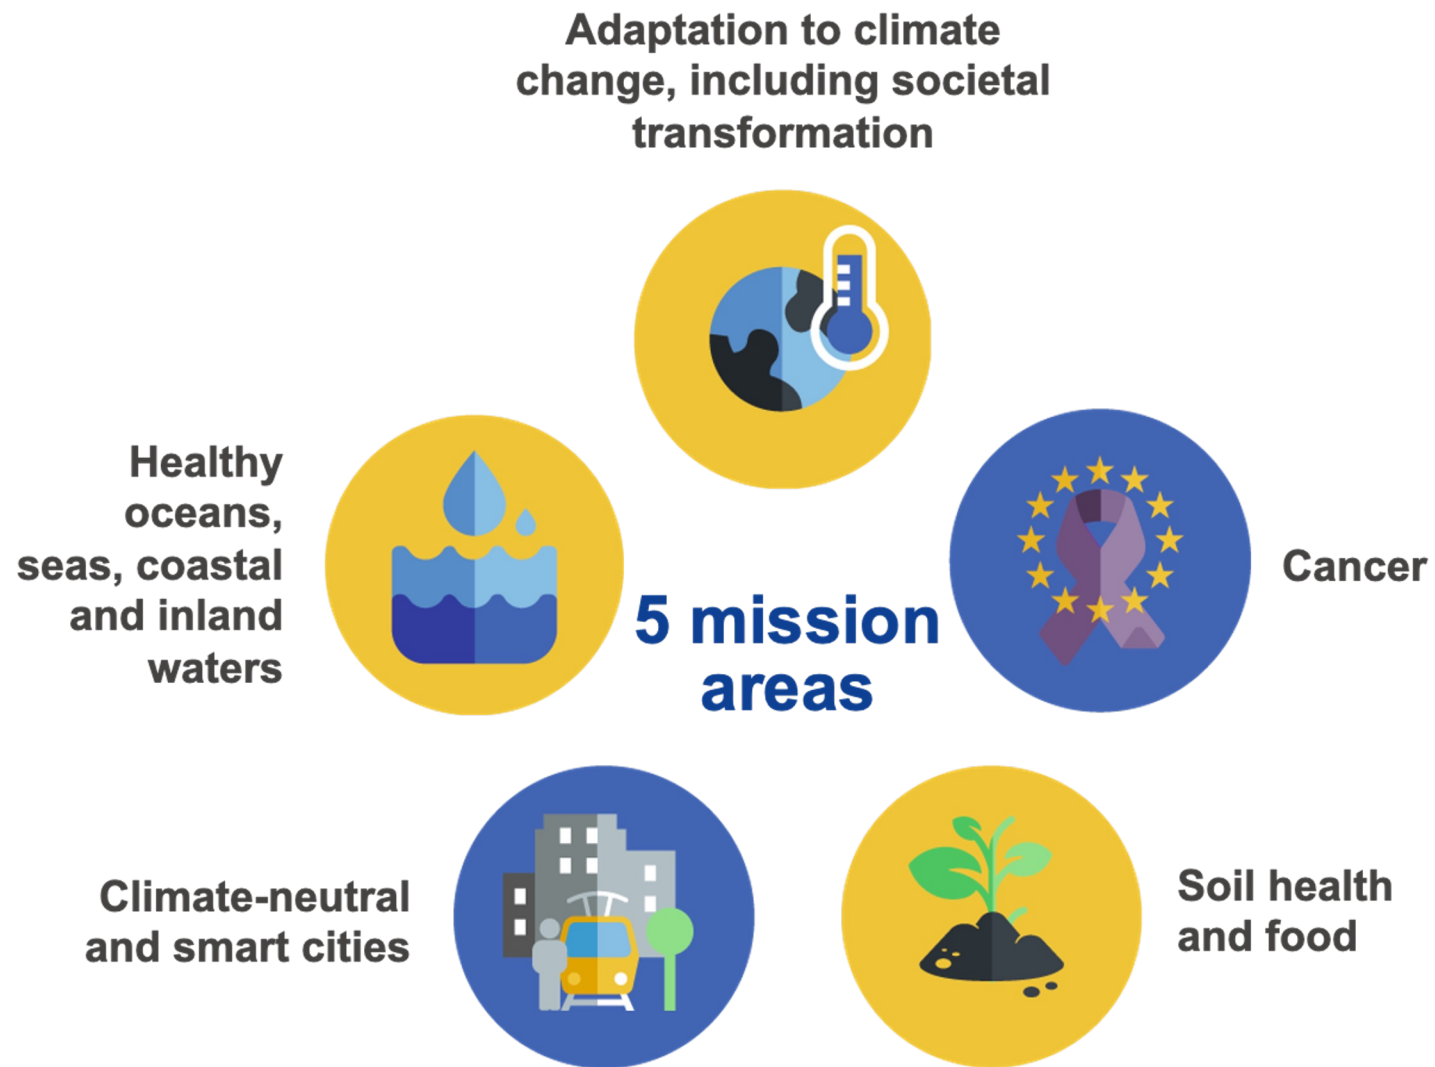 Adaptation to climate
change, including societal
transformation
Healthy
oceans,
seas, coastal
and inland
waters
5 mission
areas
Cancer
Climate-neutral
and smart cities
Soil health
and food